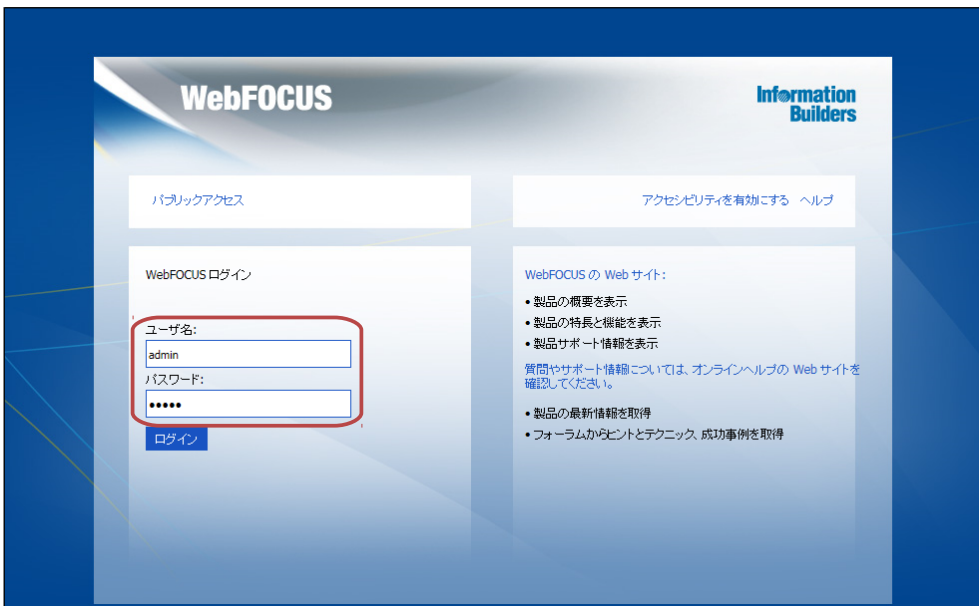 WebFOCUS
Information
Builders
パブリックアクセス
アクセシビリティを有効にする ヘルプ
WebFOCUS ログイン
ユーザ名:
admin
パスワード:
•••••
ログイン
WebFOCUS の Web サイト:
• 製品の概要を表示
• 製品の特長と機能を表示
• 製品サポート情報を表示
質問やサポート情報については、オンラインヘルプの Web サイトを
確認してください。
• 製品の最新情報を取得
• フォーラムからヒントとテクニック、成功事例を取得